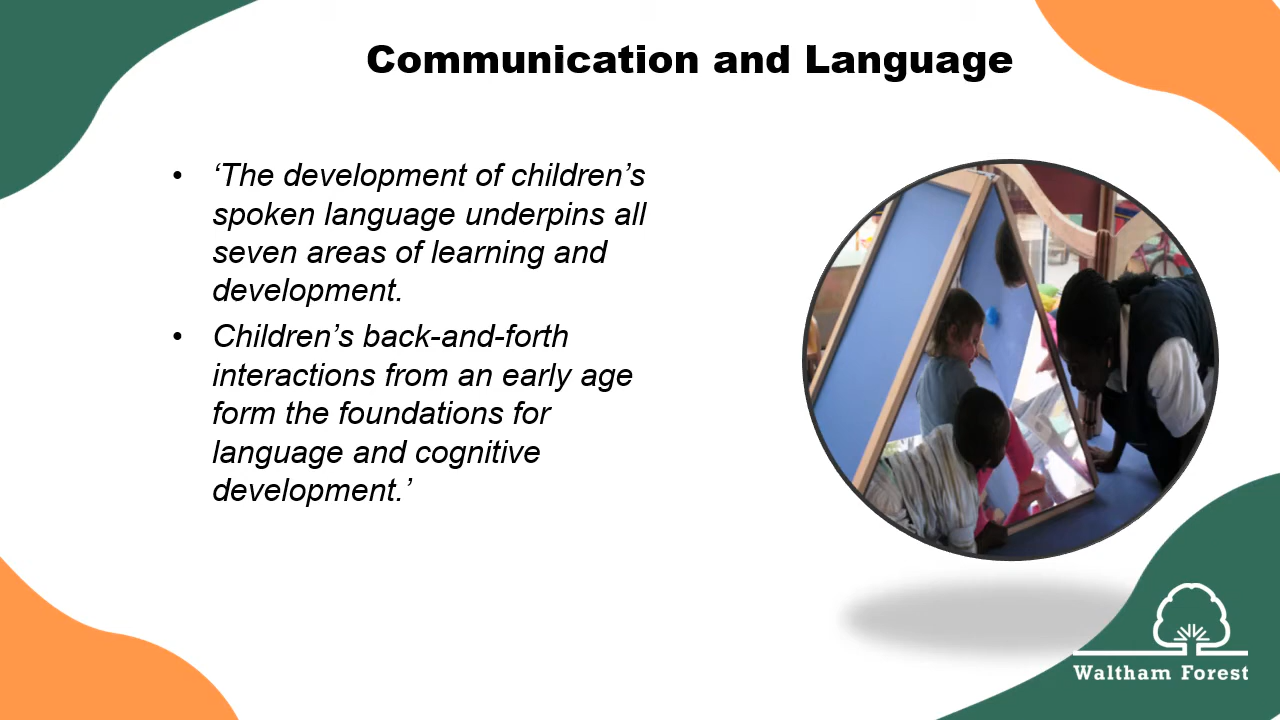 Communication and Language
• ‘The development of children’s
spoken language underpins all
seven areas of learning and
development.
• Children’s back-and-forth
interactions from an early age
form the foundations for
language and cognitive
development.’
Waltham Forest